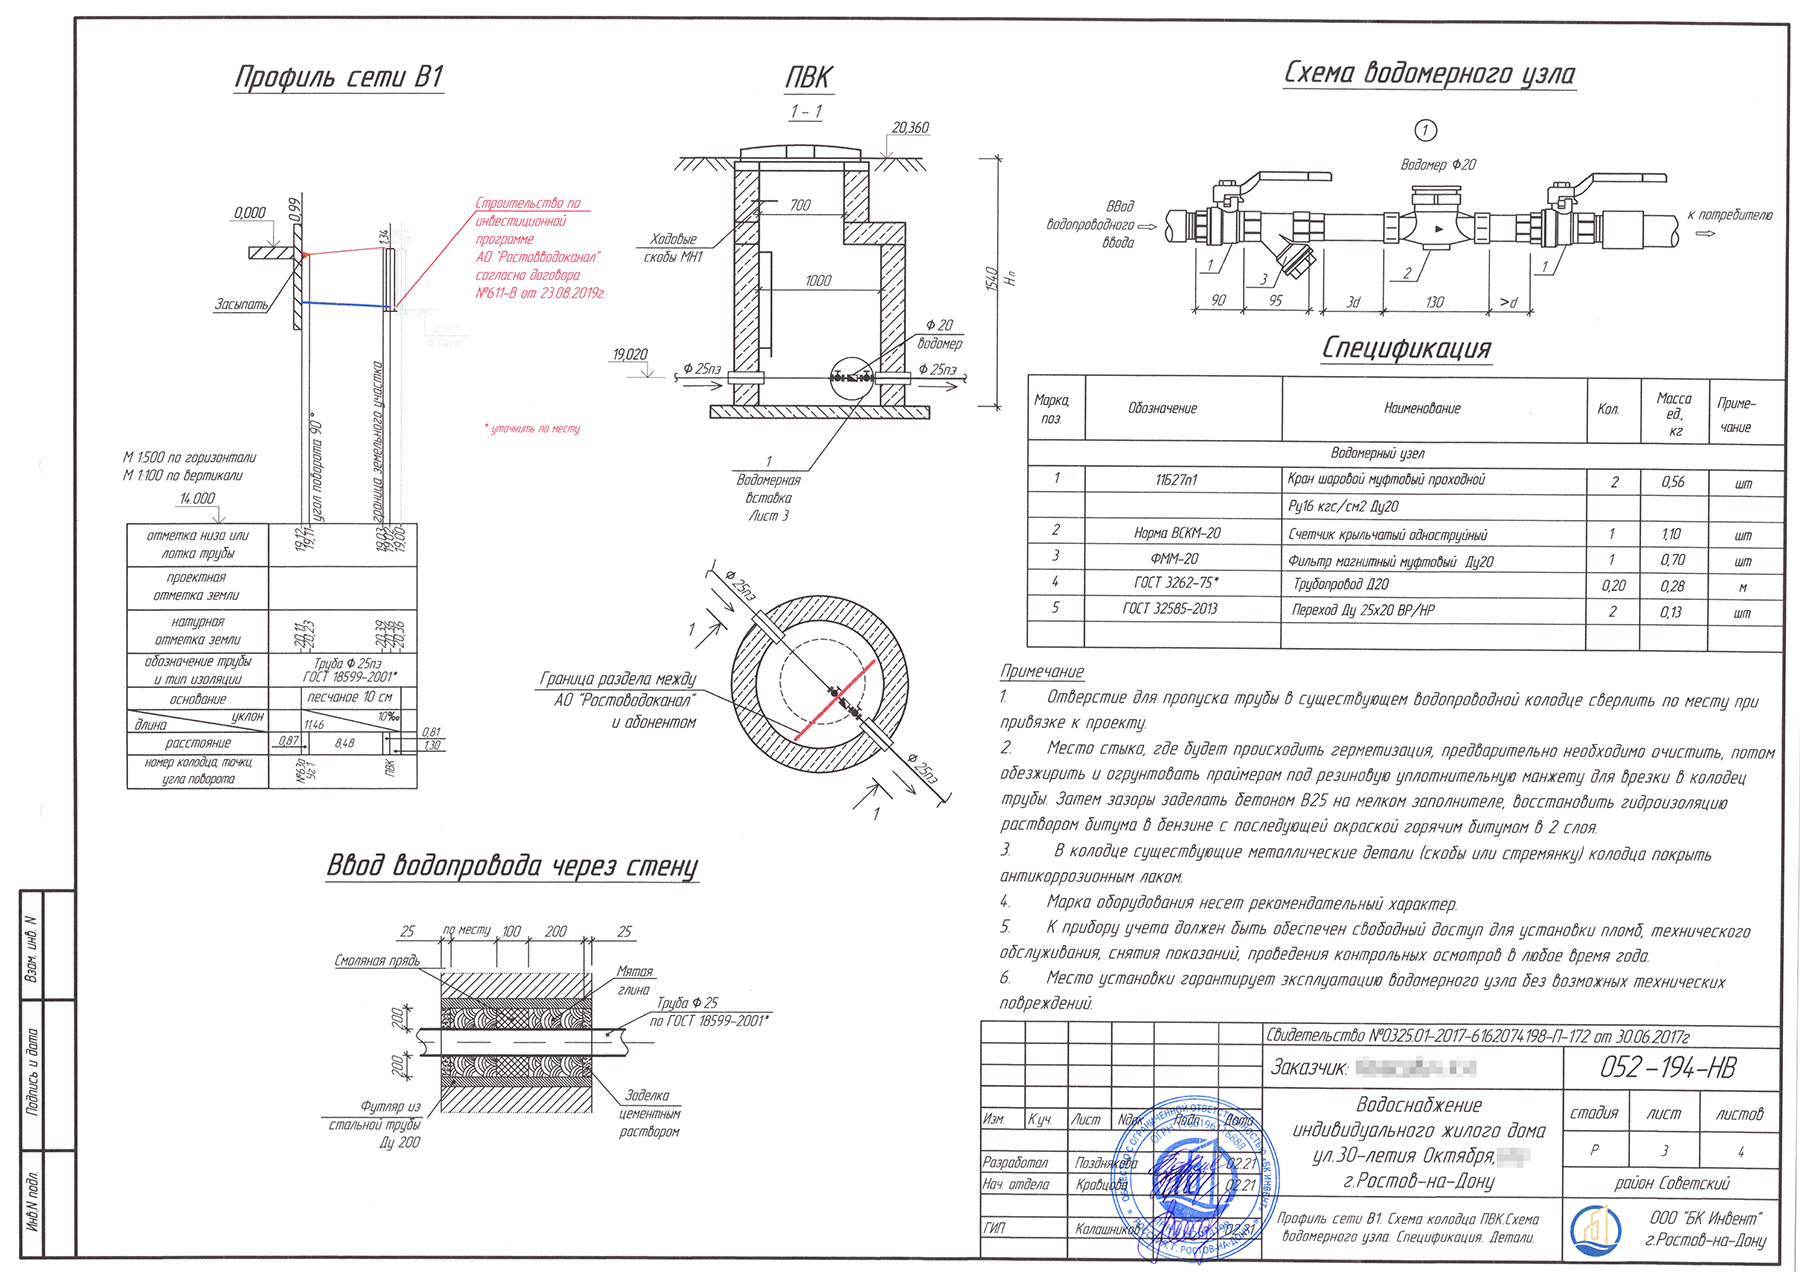 Профиль сети В1
0,000
0.99
1.34
Засыпать
Строительство по
инвестиционной
программе
АО "Ростовводоканал"
согласно договора
№611-В от 23.08.2019г.
* уточнить по месту
М 1:500 по горизонтали
М 1:100 по вертикали
14.000
угол поворота 90°
граница земельного участка
отметка низа или
лотка трубы
19.12
19.11
19.03
19.02
19.00
проектная
отметка земли
натурная
отметка земли
20.11
20.23
20.39
20.36
20.36
обозначение трубы
и тип изоляции
Труба Ф 25пэ
ГОСТ 18599-2001*
основание
песчаное 10 см
уклон
длина
10‰
11,46
расстояние
0,87
8,48
0,81
1,30
номер колодца, точки,
угла поворота
№63а
Уг.1
ПВК
ПВК
1 - 1
20,360
700
Ходовые
скобы МН1
1000
1540
Нп
Ф 20
водомер
19,020
Ф 25пэ
Ф 25пэ
1
Водомерная
вставка
Лист 3
Ф 25пэ
1
Граница раздела между
АО "Ростоводоканал"
и абонентом
Ф 25пэ
1
Ввод водопровода через стену
25
по месту
100
200
25
Смоляная прядь
Мятая
глина
Труба Ф 25
по ГОСТ 18599-2001*
200
200
Футляр из
стальной трубы
Ду 200
Заделка
цементным
раствором
Схема водомерного узла
1
Водомер Ф20
Ввод
водопроводного
ввода
к потребителю
1
3
2
1
90
95
3d
130
>d
Спецификация
Марка, поз.
Обозначение
Наименование
Кол.
Масса ед, кг
Приме- чание
Водомерный узел
1 11Б27п1 Кран шаровой муфтовый проходной 2 0,56 шт
Ру16 кгс/см2 Ду20
2 Норма ВСКМ-20 Счетчик крыльчатый одноструйный 1 1,10 шт
3 ФММ-20 Фильтр магнитный муфтовый Ду20 1 0,70 шт
4 ГОСТ 3262-75* Трубопровод Д20 0,20 0,28 м
5 ГОСТ 32585-2013 Переход Ду 25х20 ВР/НР 2 0,13 шт
Примечание
1. Отверстие для пропуска трубы в существующем водопроводной колодце сверлить по месту при
привязке к проекту.
2. Место стыка, где будет происходить герметизация, предварительно необходимо очистить, потом
обезжирить и огрунтовать праймером под резиновую уплотнительную манжету для врезки в колодец
трубы. Затем зазоры заделать бетоном В25 на мелком заполнителе, восстановить гидроизоляцию
раствором битума в бензине с последующей окраской горячим битумом в 2 слоя.
3. В колодце существующие металлические детали (скобы или стремянку) колодца покрыть
антикоррозионным лаком.
4. Марка оборудования несет рекомендательный характер.
5. К прибору учета должен быть обеспечен свободный доступ для установки пломб, технического
обслуживания, снятия показаний, проведения контрольных осмотров в любое время года.
6. Место установки гарантирует эксплуатацию водомерного узла без возможных технических
повреждений.
Свидетельство №0325.01-2017-6162074198-П-172 от 30.06.2017г
Заказчик:
052-194-НВ
Изм.
К.уч.
Лист
Nдок
Подп.
Дата
Водоснабжение
индивидуального жилого дома
ул.30-летия Октября,
г.Ростов-на-Дону
стадия
лист
листов
Р
3
4
Разработал Позднякова 02.21
Нач. отдела Кравцова 02.21
ГИП Калашников 02.21
район Советский
Профиль сети В1. Схема колодца ПВК.Схема
водомерного узла. Спецификация. Детали.
ООО "БК Инвент"
г.Ростов-на-Дону
Взам. инв. N
Подпись и дата
Инв.N подл.